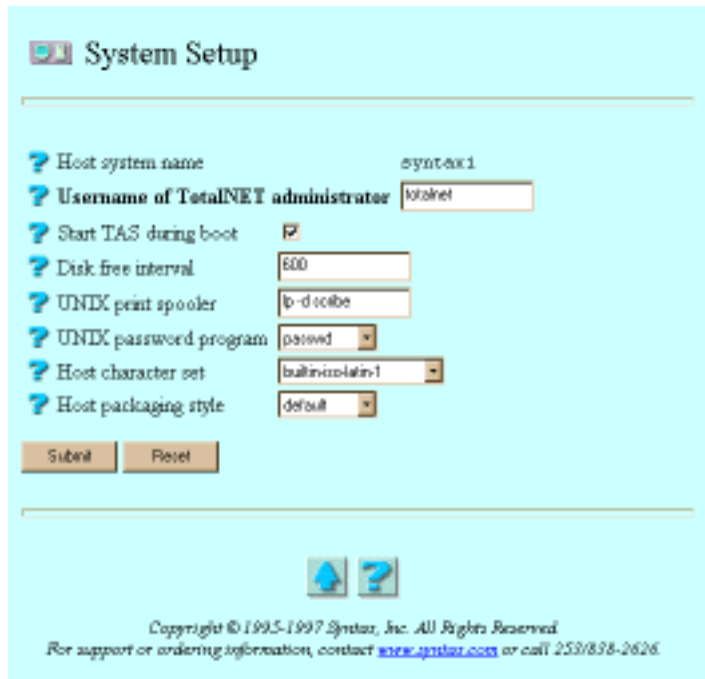 System Setup
Host system name syntax1
Username of TotalNET administrator totalnet
Start TAS during boot
Disk free interval 600
UNIX print spooler lp -d scribe
UNIX password program passwd
Host character set builtin-iso-latin-1
Host packaging style default
Submit Reset
Copyright © 1995-1997 Syntax, Inc. All Rights Reserved
For support or ordering information, contact www.syntax.com or call 253/838-2626.